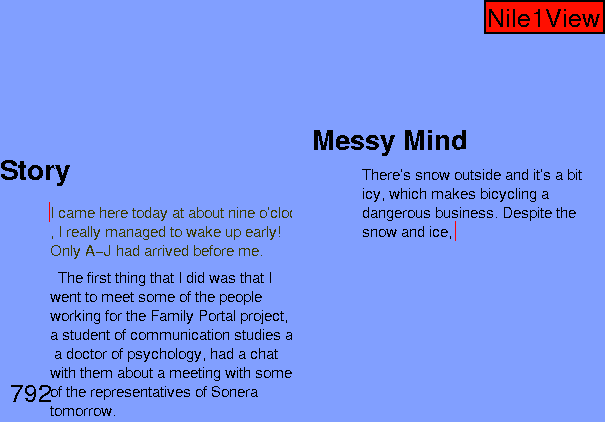 Nile1View
Messy Mind
There's snow outside and it's a bit
icy, which makes bicycling a
dangerous business. Despite the
snow and ice,
Story
I came here today at about nine o'cloc
, I really managed to wake up early!
Only A-J had arrived before me.
The first thing that I did was that I
went to meet some of the people
working for the Family Portal project,
a student of communication studies a
a doctor of psychology, had a chat
with them about a meeting with some
of the representatives of Sonera
tomorrow.
792